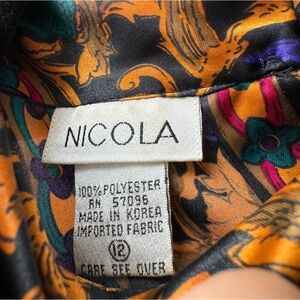 NICOLA
100% POLYESTER
RN 57096
MADE IN KOREA
IMPORTED FABRIC
12
CARE SEE OVER